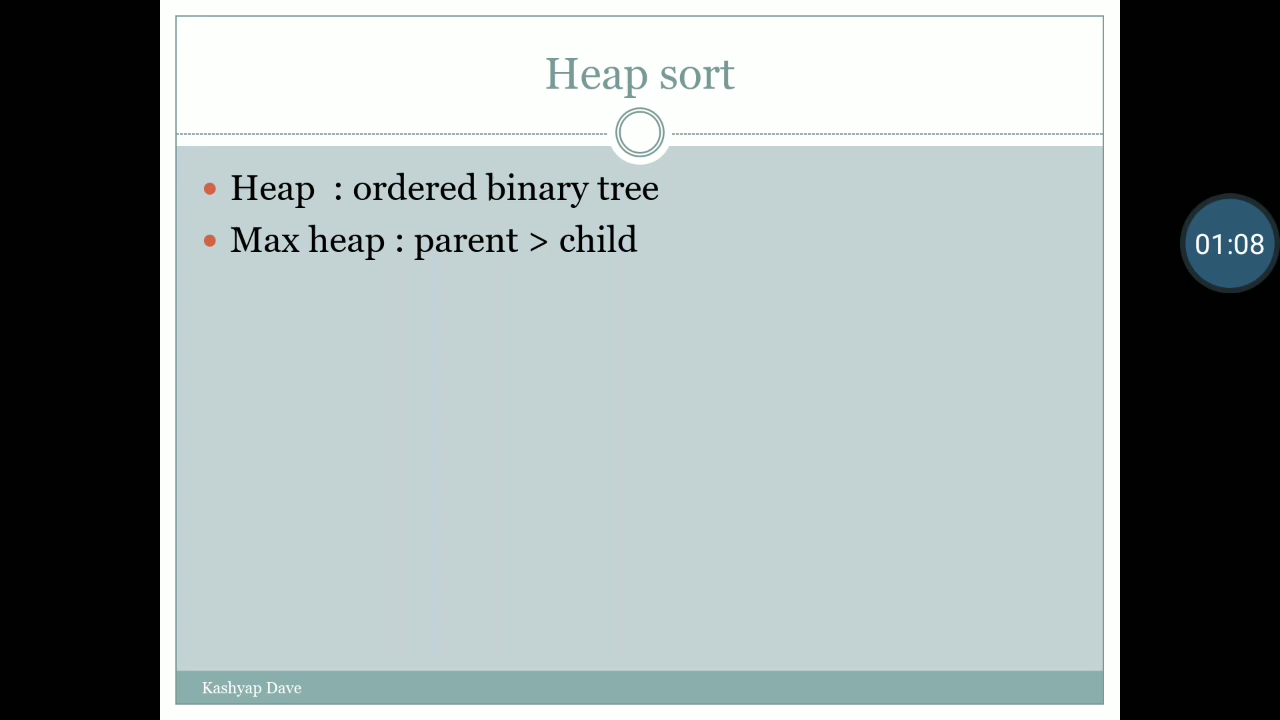 Heap sort
Heap  : ordered binary tree
Max heap : parent > child
01:08
Kashyap Dave